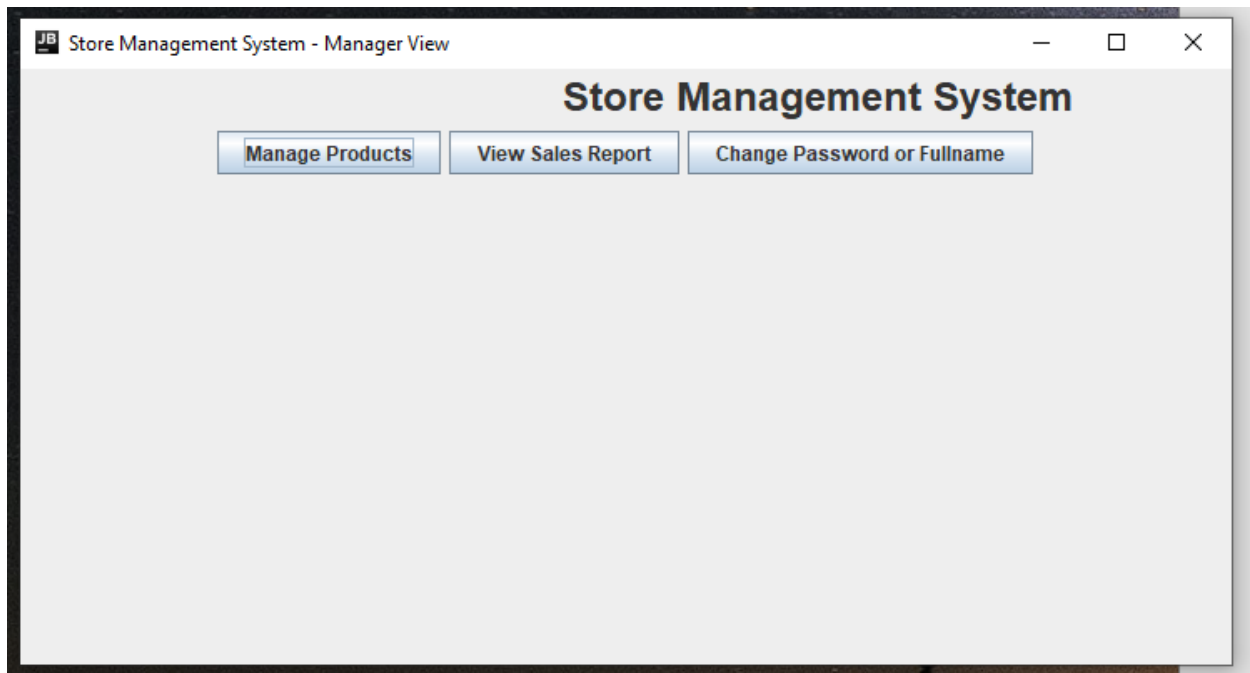 JB Store Management System - Manager View
Store Management System
Manage Products View Sales Report Change Password or Fullname